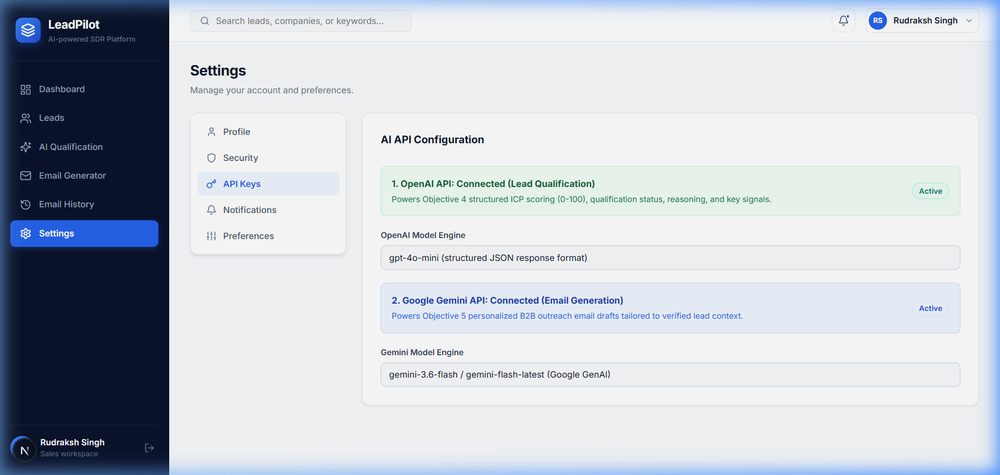 LeadPilot
AI-powered SDR Platform
Dashboard
Leads
AI Qualification
Email Generator
Email History
Settings
N
Rudraksh Singh
Sales workspace
Search leads, companies, or keywords...
RS
Rudraksh Singh
Settings
Manage your account and preferences.
Profile
Security
API Keys
Notifications
Preferences
AI API Configuration
1. OpenAI API: Connected (Lead Qualification)
Powers Objective 4 structured ICP scoring (0-100), qualification status, reasoning, and key signals.
Active
OpenAI Model Engine
gpt-4o-mini (structured JSON response format)
2. Google Gemini API: Connected (Email Generation)
Powers Objective 5 personalized B2B outreach email drafts tailored to verified lead context.
Active
Gemini Model Engine
gemini-3.6-flash / gemini-flash-latest (Google GenAI)